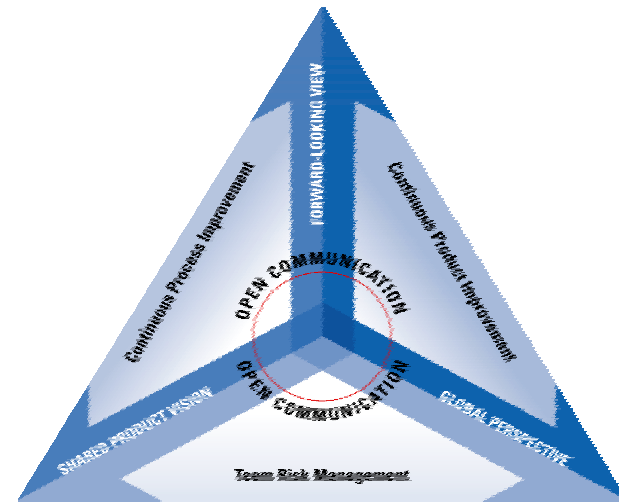 FORWARD-LOOKING VIEW
Continuous Process Improvement
Continuous Product Improvement
OPEN COMMUNICATION
OPEN COMMUNICATION
SHARED PRODUCT VISION
GLOBAL PERSPECTIVE
Team Risk Management